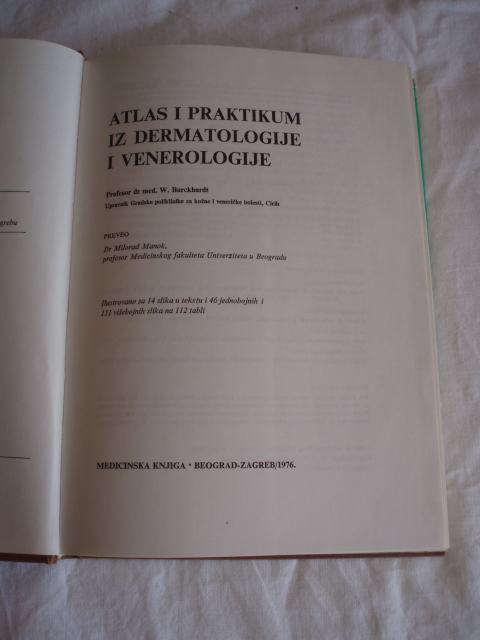 grebu
ATLAS I PRAKTIKUM
IZ DERMATOLOGIJE
I VENEROLOGIJE
Profesor dr med. W. Burckhardt
Upravnik Gradske poliklinike za kožne i venerične bolesti, Cirih
PREVEO
Dr Milorad Manok,
profesor Medicinskog fakulteta Univerziteta u Beogradu
Ilustrovano sa 14 slika u tekstu i 46 jednobojnih i
111 višebojnih slika na 112 tabli
MEDICINSKA KNJIGA • BEOGRAD-ZAGREB/1976.